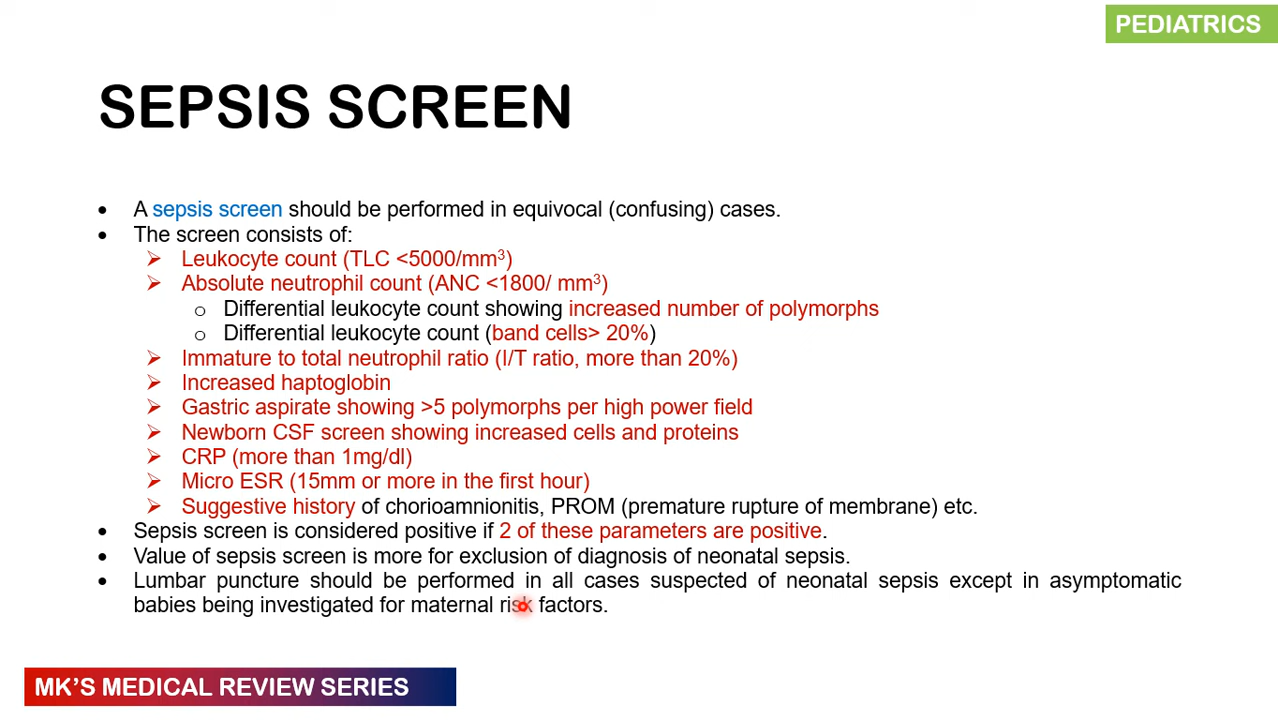 PEDIATRICS
SEPSIS SCREEN
• A sepsis screen should be performed in equivocal (confusing) cases.
• The screen consists of:
➢ Leukocyte count (TLC <5000/mm³)
➢ Absolute neutrophil count (ANC <1800/ mm³)
o Differential leukocyte count showing increased number of polymorphs
o Differential leukocyte count (band cells> 20%)
➢ Immature to total neutrophil ratio (I/T ratio, more than 20%)
➢ Increased haptoglobin
➢ Gastric aspirate showing >5 polymorphs per high power field
➢ Newborn CSF screen showing increased cells and proteins
➢ CRP (more than 1mg/dl)
➢ Micro ESR (15mm or more in the first hour)
➢ Suggestive history of chorioamnionitis, PROM (premature rupture of membrane) etc.
• Sepsis screen is considered positive if 2 of these parameters are positive.
• Value of sepsis screen is more for exclusion of diagnosis of neonatal sepsis.
• Lumbar puncture should be performed in all cases suspected of neonatal sepsis except in asymptomatic
babies being investigated for maternal risk factors.
MK'S MEDICAL REVIEW SERIES